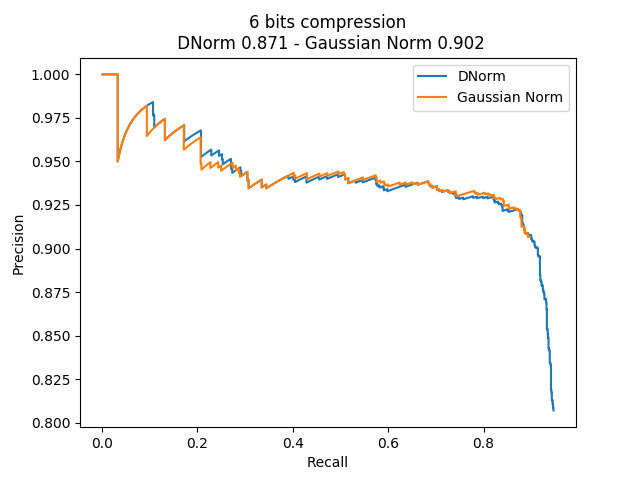 6 bits compression
DNorm 0.871 - Gaussian Norm 0.902
DNorm
Gaussian Norm
1.000
0.975
0.950
0.925
0.900
0.875
0.850
0.825
0.800
Precision
0.0
0.2
0.4
0.6
0.8
Recall